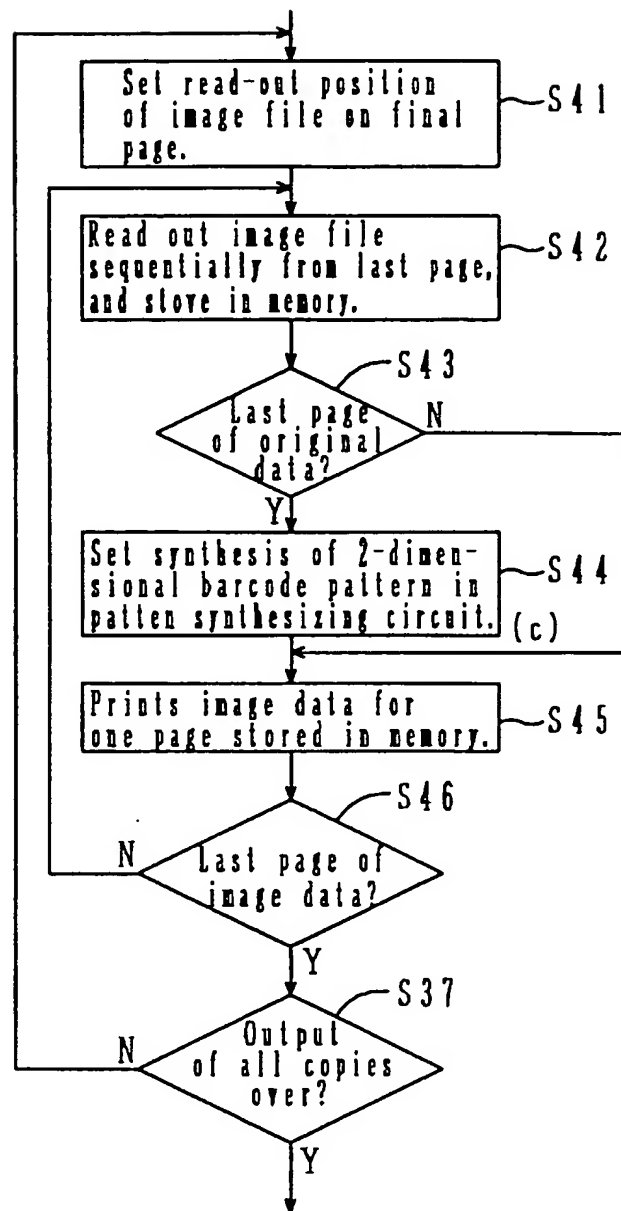 Set read-out position
of image file on final
page.
S41
Read out image file
sequentially from last page,
and stove in memory.
S42
S43
Last page
of original
data?
N
Y
Set synthesis of 2-dimen-
sional barcode pattern in
patten synthesizing circuit.
S44
(c)
Prints image data for
one page stored in memory.
S45
S46
N
Last page of
image data?
Y
S37
N
Output
of all copies
over?
Y